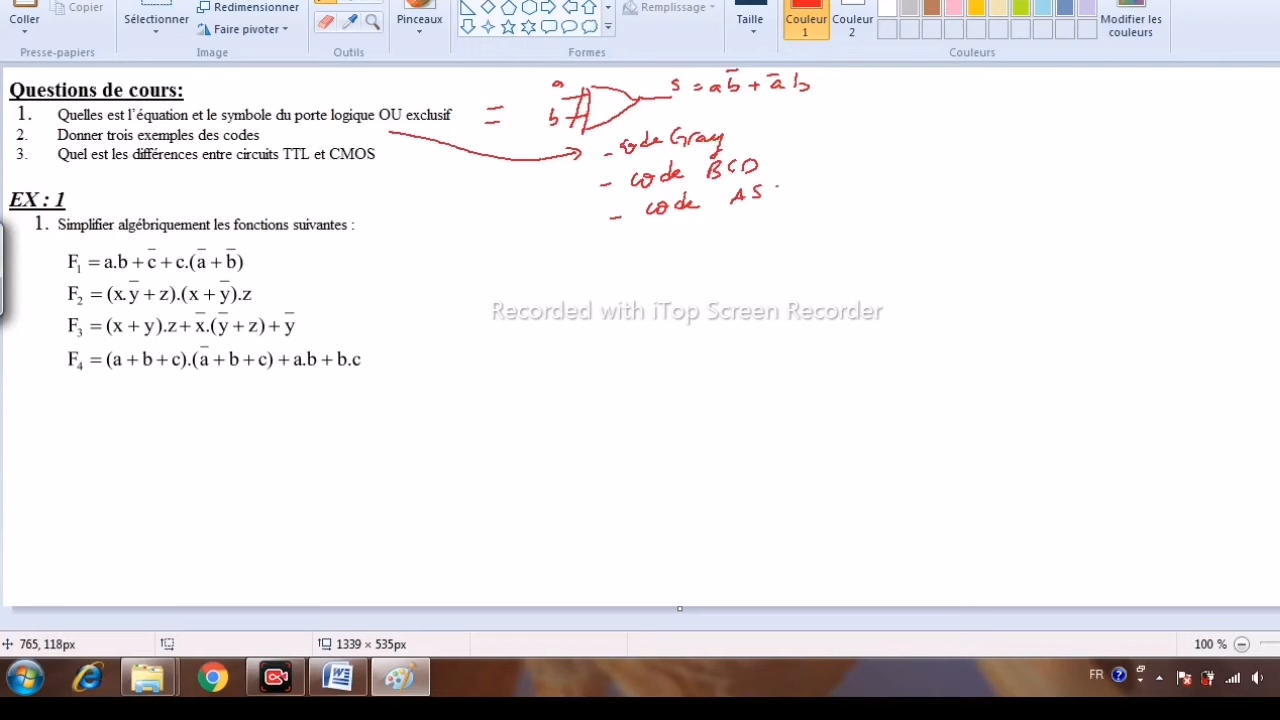 Coller
Copier
Sélectionner
Redimensionner
Faire pivoter
Pinceaux
Remplissage
Taille
Couleur 1
Couleur 2
Modifier les couleurs
Presse-papiers
Image
Outils
Formes
Couleurs
Questions de cours:
1. Quelles est l'équation et le symbole du porte logique OU exclusif
2. Donner trois exemples des codes
3. Quel est les différences entre circuits TTL et CMOS
=
a
b
s = ab̅ + a̅b
- code Gray
- code BCD
- code AS
EX : 1
1. Simplifier algébriquement les fonctions suivantes :
F₁ = a.b + c̅ + c.(a̅ + b̅)
F₂ = (x.y̅ + z).(x + y̅).z
F₃ = (x + y).z + x̅.(y̅ + z) + y̅
F₄ = (a + b + c).(a̅ + b + c) + a.b + b.c
Recorded with iTop Screen Recorder
765, 118px
1339 × 535px
100 %
FR